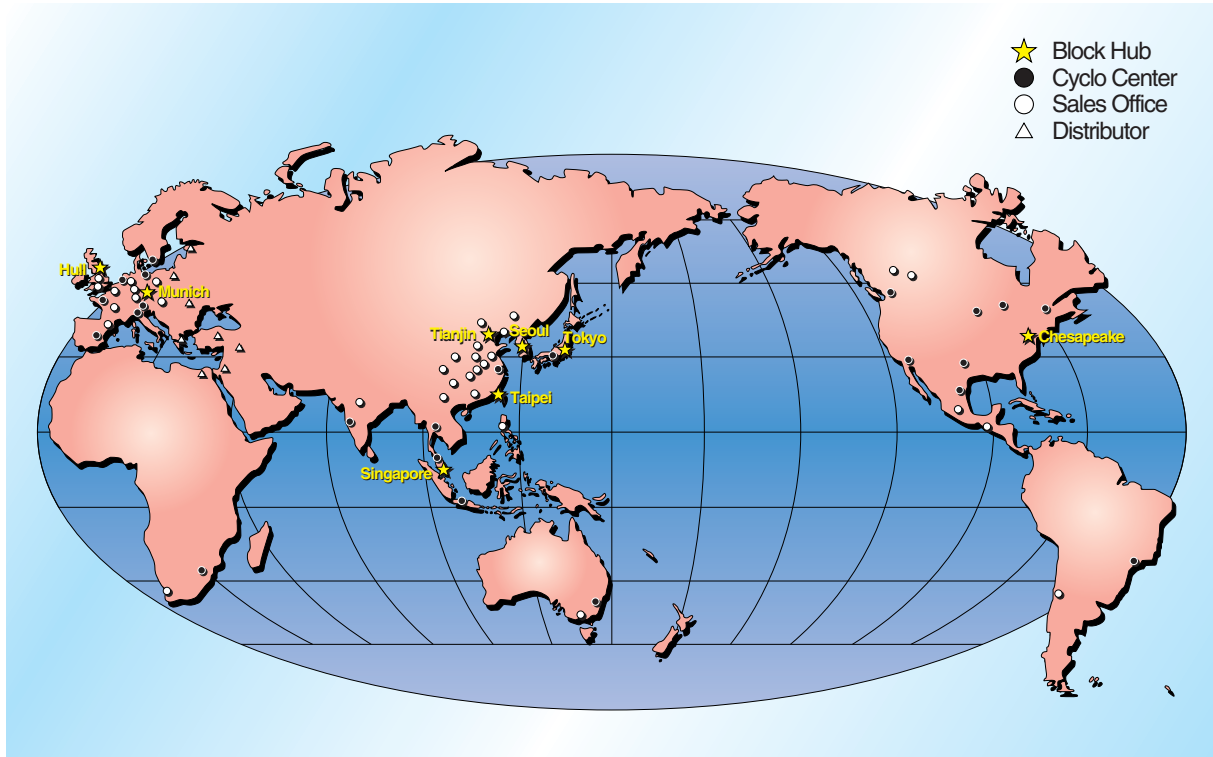 Block Hub
Cyclo Center
Sales Office
Distributor
Hull
Munich
Tianjin
Seoul
Tokyo
Chesapeake
Taipei
Singapore